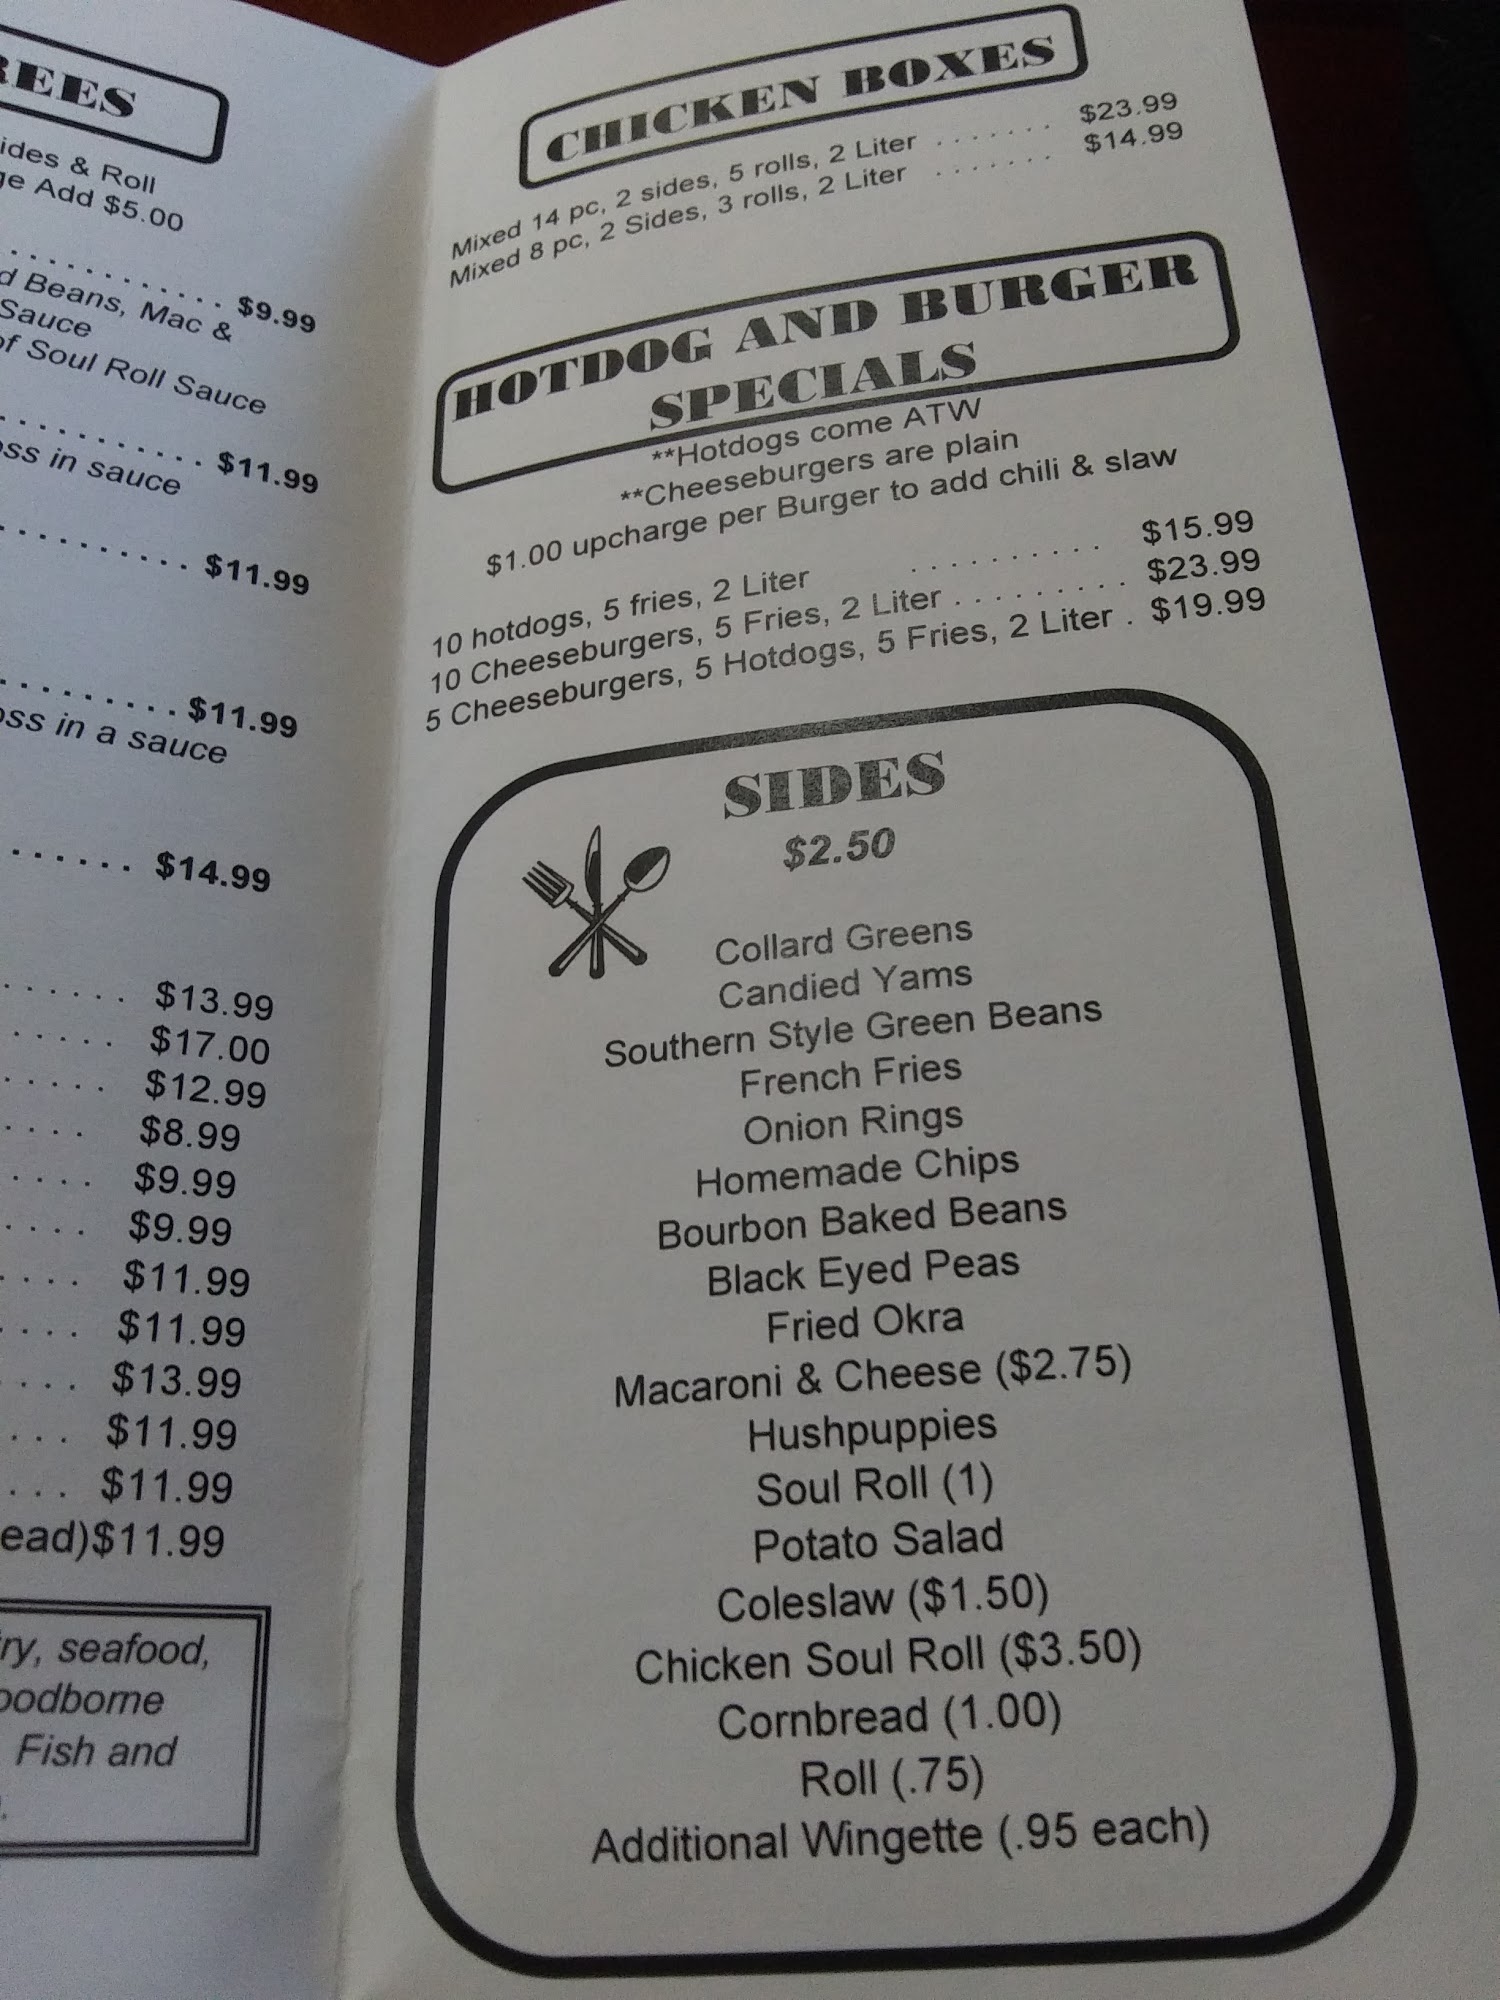 REES
ides & Roll
ge Add $5.00
. . . . . . . . . . . . $9.99
d Beans, Mac &
Sauce
of Soul Roll Sauce
. . . . . . . . . . . $11.99
oss in sauce
. . . . . . . . . . $11.99
. . . . . . . . . $11.99
oss in a sauce
. . . . . . $14.99
. . . . . . $13.99
. . . . . $17.00
. . . . . $12.99
. . . . $8.99
. . . . $9.99
. . . . $9.99
. . . . $11.99
. . . . $11.99
. . . . $13.99
. . . $11.99
. . . $11.99
ead)$11.99
ry, seafood,
oodborne
Fish and
CHICKEN BOXES
Mixed 14 pc, 2 sides, 5 rolls, 2 Liter . . . . . . . $23.99
Mixed 8 pc, 2 Sides, 3 rolls, 2 Liter . . . . . . . $14.99
HOTDOG AND BURGER
SPECIALS
**Hotdogs come ATW
**Cheeseburgers are plain
$1.00 upcharge per Burger to add chili & slaw
10 hotdogs, 5 fries, 2 Liter . . . . . . . . . . $15.99
10 Cheeseburgers, 5 Fries, 2 Liter . . . . . . . . . $23.99
5 Cheeseburgers, 5 Hotdogs, 5 Fries, 2 Liter . $19.99
SIDES
$2.50
Collard Greens
Candied Yams
Southern Style Green Beans
French Fries
Onion Rings
Homemade Chips
Bourbon Baked Beans
Black Eyed Peas
Fried Okra
Macaroni & Cheese ($2.75)
Hushpuppies
Soul Roll (1)
Potato Salad
Coleslaw ($1.50)
Chicken Soul Roll ($3.50)
Cornbread (1.00)
Roll (.75)
Additional Wingette (.95 each)